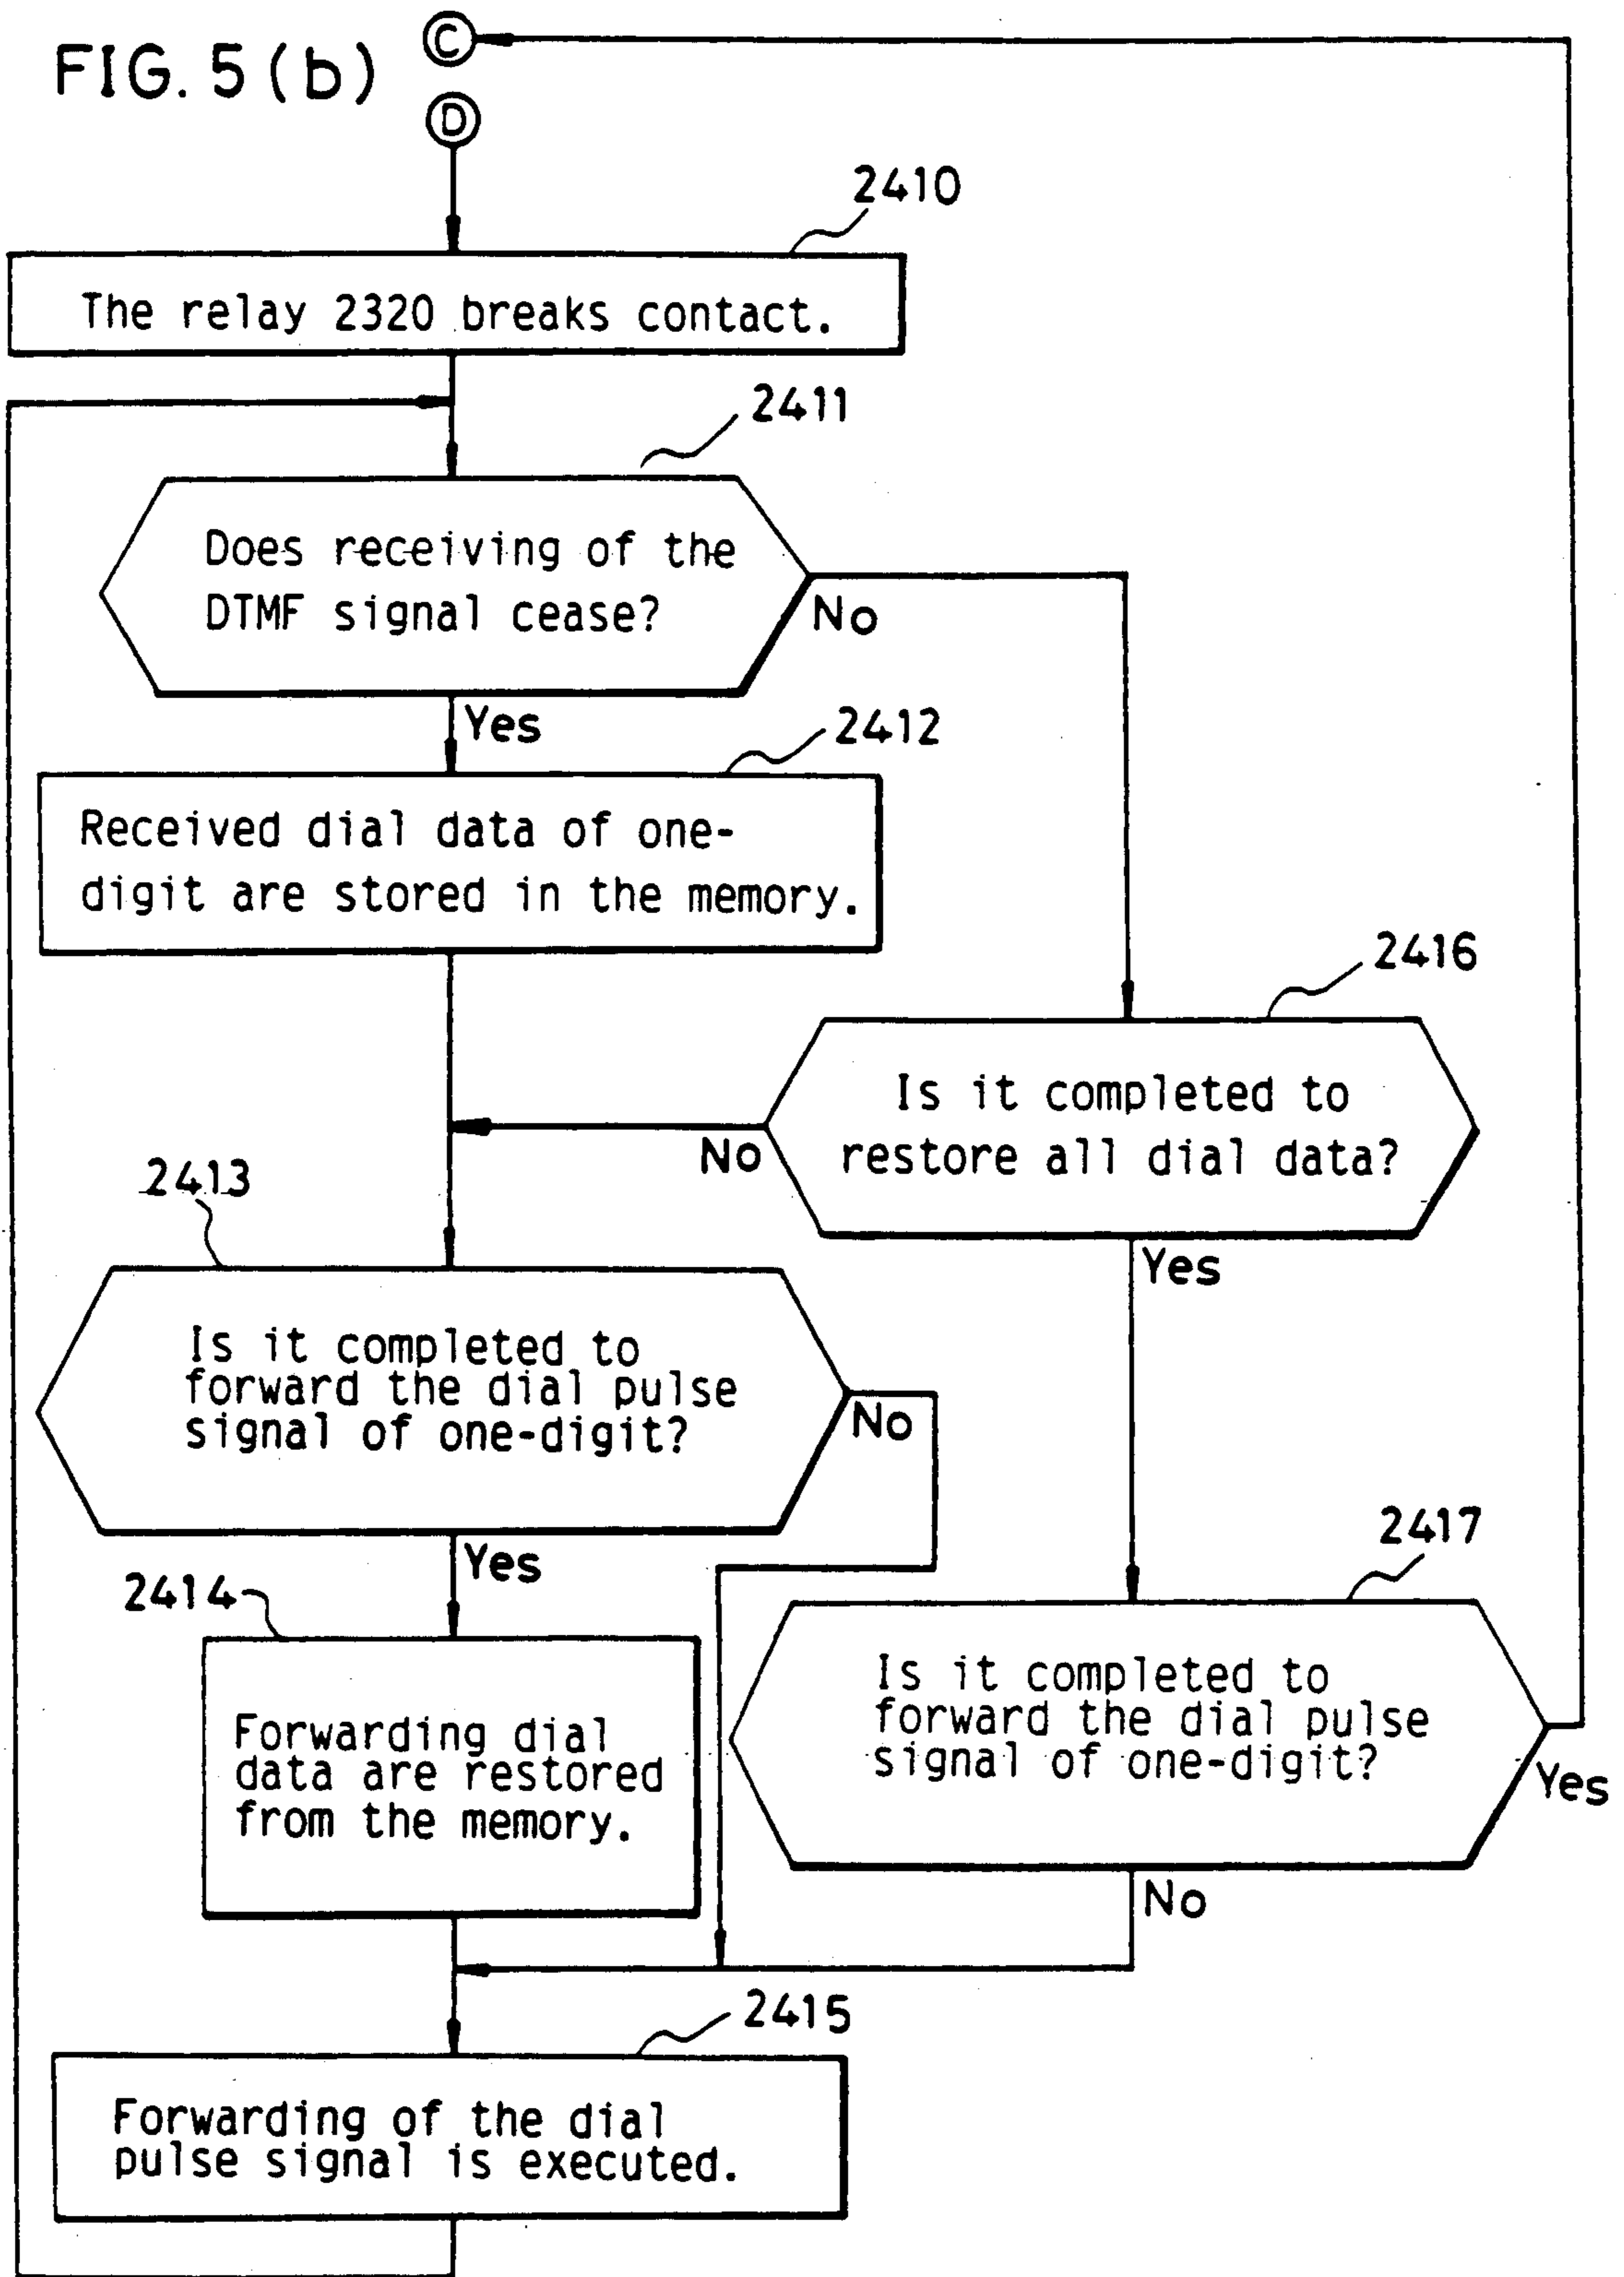 FIG. 5 (b)
C
D
2410
The relay 2320 breaks contact.
2411
Does receiving of the
DTMF signal cease?
No
Yes
2412
Received dial data of one-
digit are stored in the memory.
2416
Is it completed to
restore all dial data?
No
Yes
2413
Is it completed to
forward the dial pulse
signal of one-digit?
No
Yes
2417
Is it completed to
forward the dial pulse
signal of one-digit?
Yes
No
2414
Forwarding dial
data are restored
from the memory.
2415
Forwarding of the dial
pulse signal is executed.